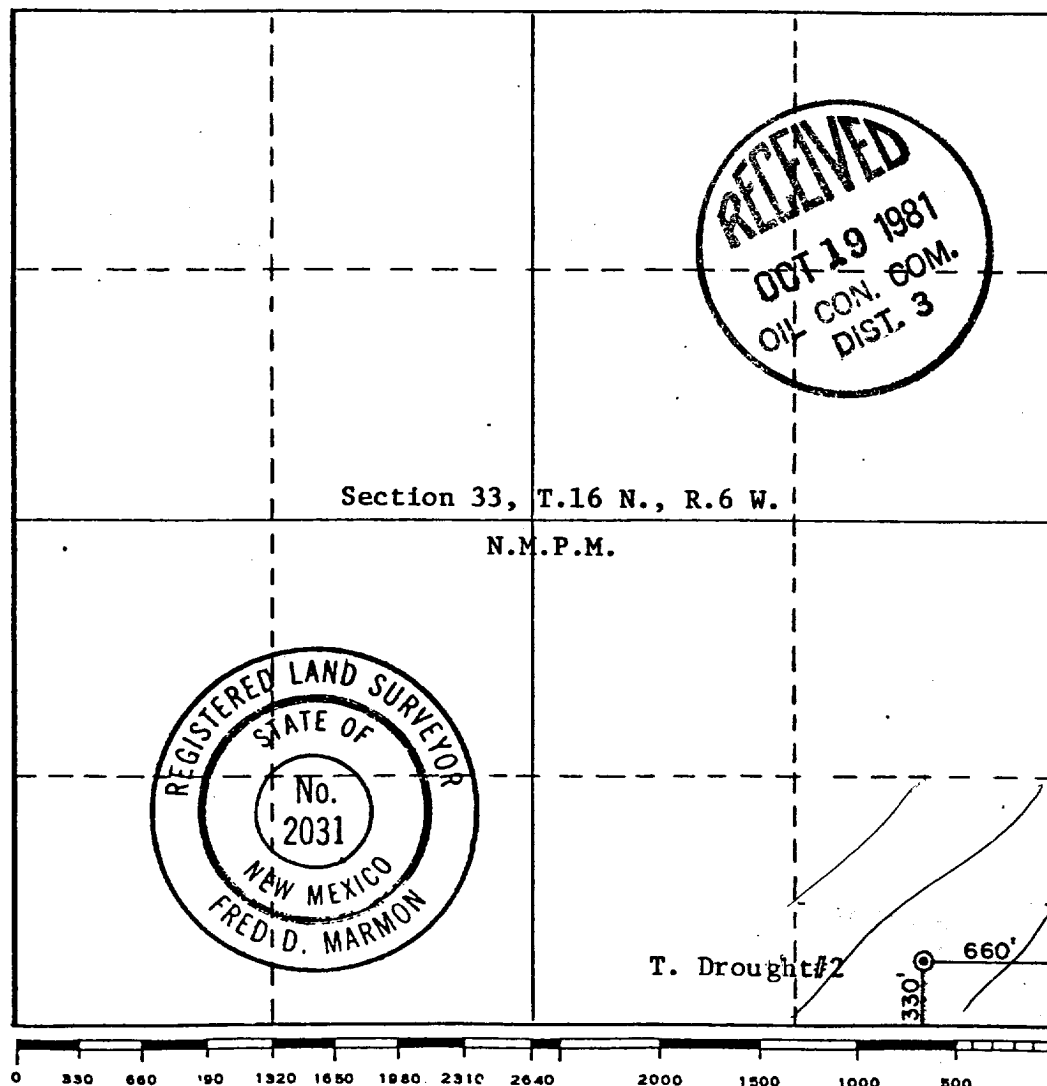 RECEIVED
OCT 19 1981
OIL CON. COM.
DIST. 3
Section 33, T.16 N., R.6 W.
N.M.P.M.
REGISTERED LAND SURVEYOR
STATE OF
No.
2031
NEW MEXICO
FRED D. MARMON
T. Drought#2
660'
330'
0 330 660 '90 1320 1650 1980 2310 2640 2000 1500 1000 500